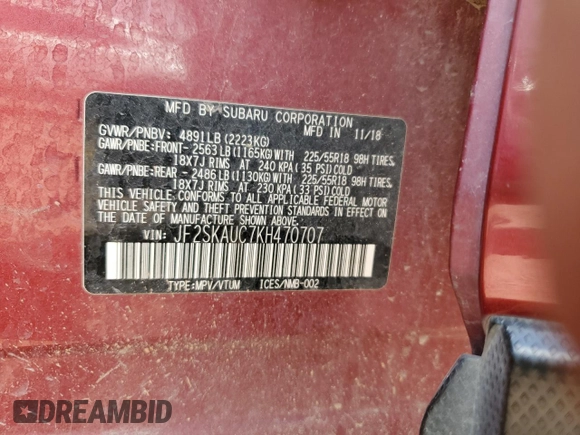 MFD BY SUBARU CORPORATION
GVWR/PNBV: 4891LB (2223KG) MFD IN 11/18
GAWR/PNBE:FRONT- 2563LB (1165KG) WITH 225/55R18 98H TIRES,
18X7J RIMS AT 240 KPA (35 PSI) COLD
GAWR/PNBE:REAR - 2486LB (1130KG) WITH 225/55R18 98H TIRES,
18X7J RIMS AT 230 KPA (33 PSI) COLD
THIS VEHICLE CONFORMS TO ALL APPLICABLE FEDERAL MOTOR
VEHICLE SAFETY AND THEFT PREVENTION STANDARDS IN EFFECT ON
THE DATE OF MANUFACTURE SHOWN ABOVE
VIN: JF2SKAUC7KH470707
TYPE:MPV/VTUM ICES/NMB-002
DREAMBID